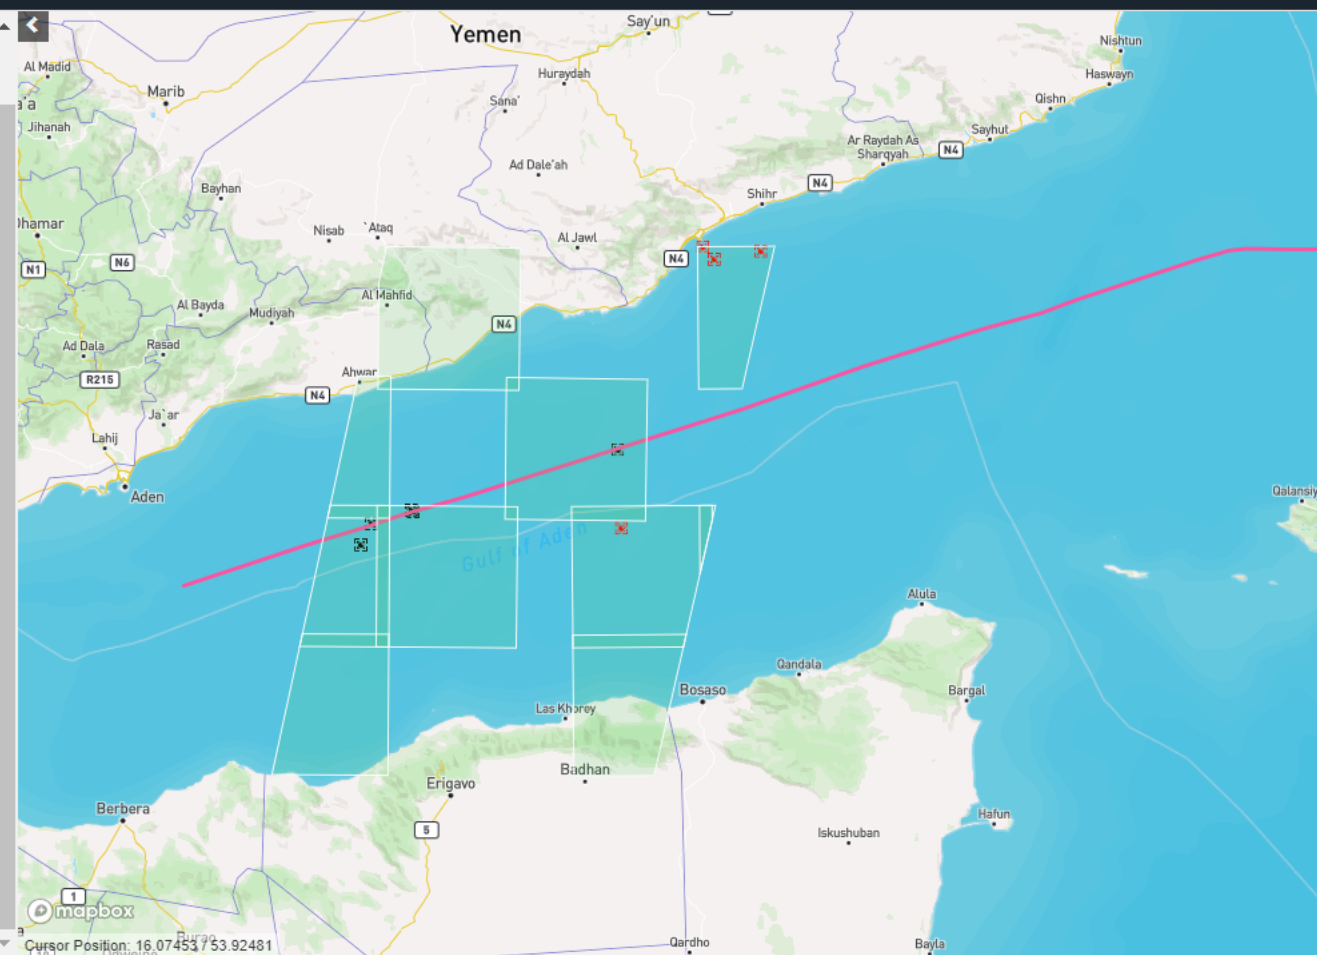 Yemen
Say'un
Nishtun
Al Madid
Huraydah
Haswayn
Marib
Sana'
Qishn
a'a
Jihanah
Sayhut
Ar Raydah As
Sharqyah
N4
Ad Dale'ah
N4
Bayhan
Shihr
Dhamar
Nisab
`Ataq
Al Jawl
N6
N1
N4
Al Mahfid
Al Bayda
Mudiyah
N4
Ad Dala
Rasad
R215
Ahwar
N4
Ja`ar
Lahij
Aden
Qalansiy
Gulf of Aden
Alula
Qandala
Bosaso
Bargal
Las Khorey
Badhan
Erigavo
Berbera
Hafun
5
Iskushuban
1
mapbox
Burao
Cursor Position: 16.07453 / 53.92481
Qardho
Bayla